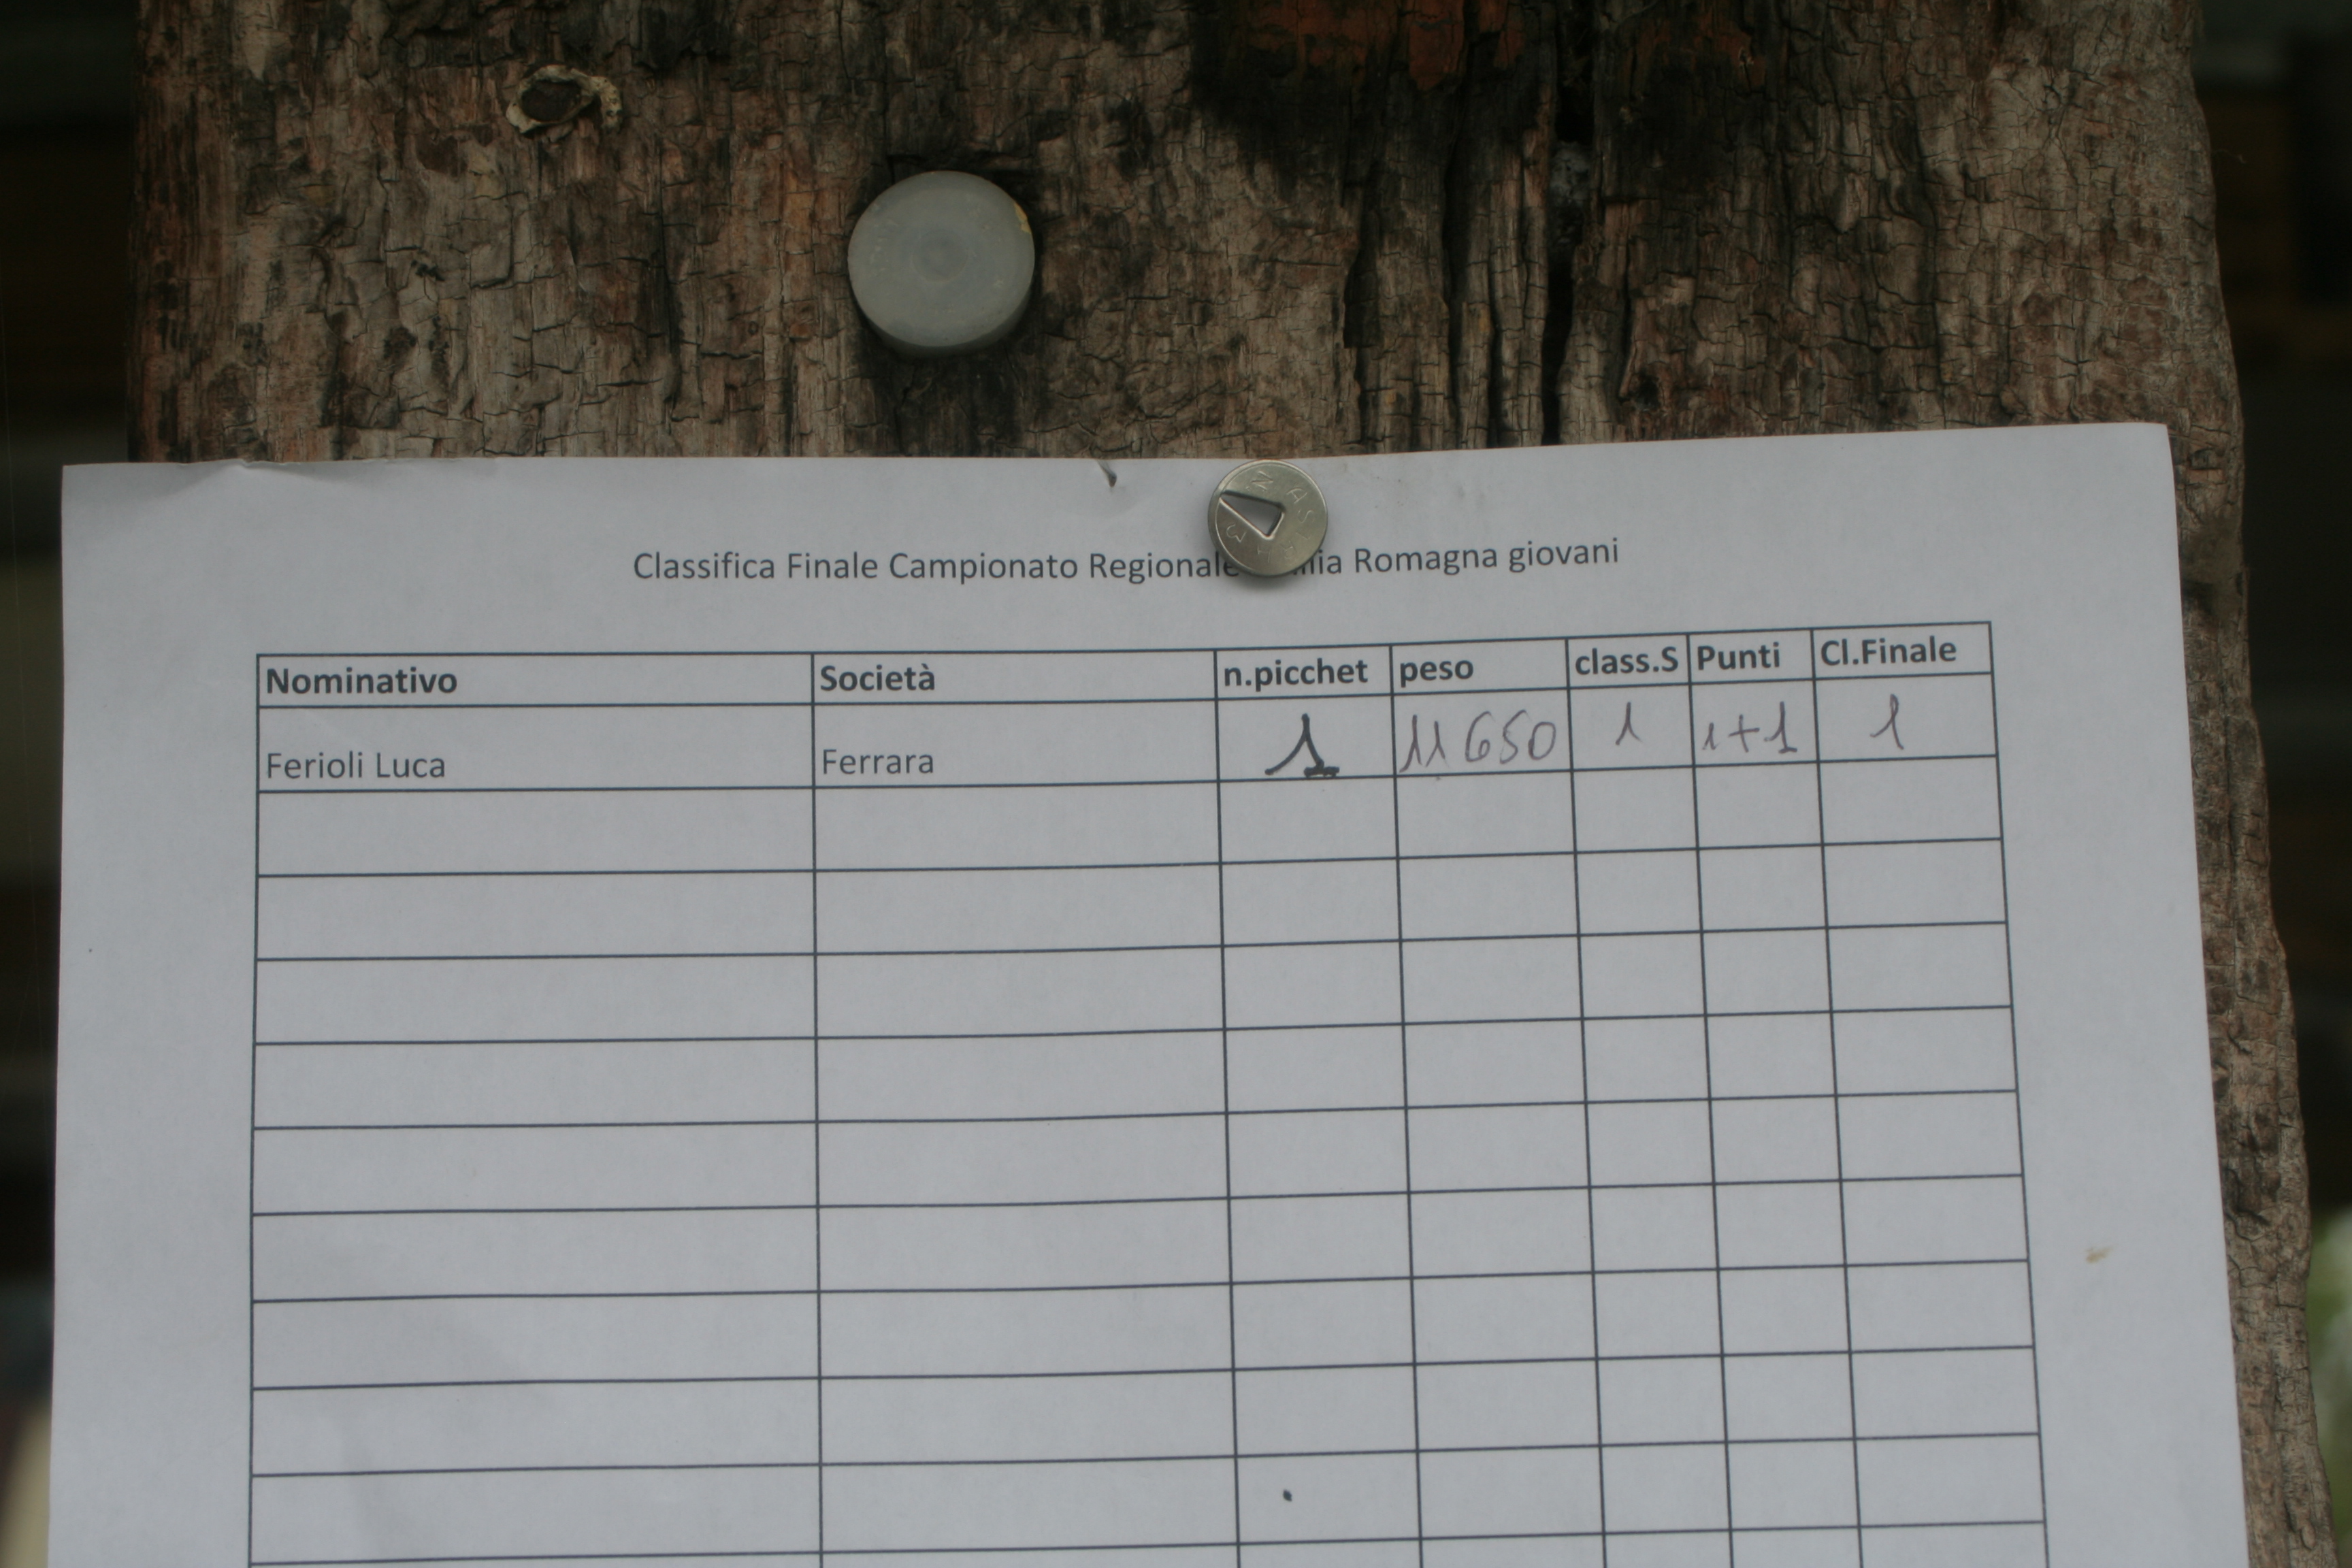 Classifica Finale Campionato Regionale Romagna giovani
Nominativo Società n.picchet peso class.S Punti Cl.Finale
Ferioli Luca Ferrara 1 11650 1 1+1 1